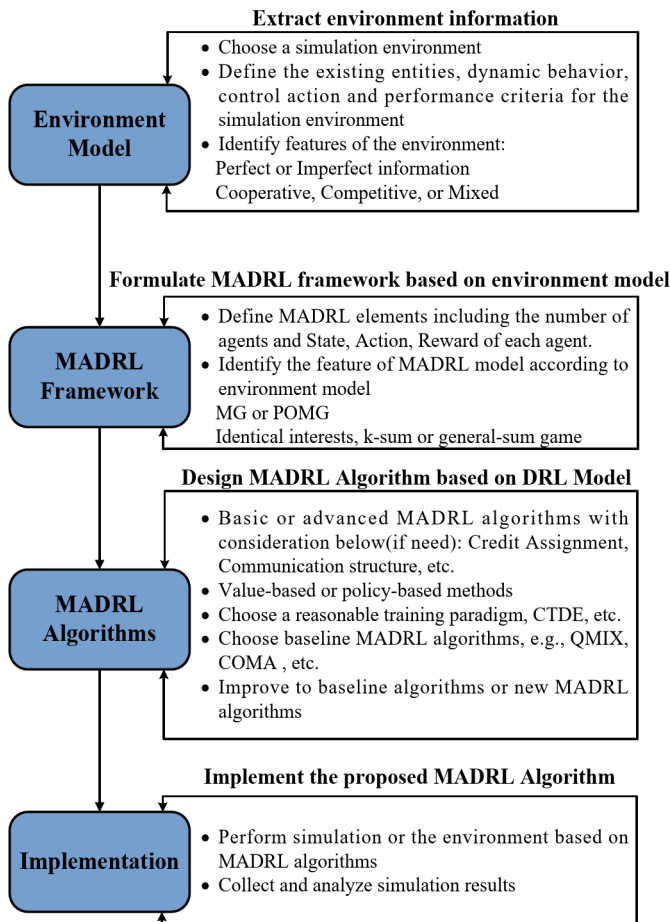 Extract environment information
• Choose a simulation environment
• Define the existing entities, dynamic behavior,
control action and performance criteria for the
simulation environment
• Identify features of the environment:
Perfect or Imperfect information
Cooperative, Competitive, or Mixed
Environment
Model
Formulate MADRL framework based on environment model
• Define MADRL elements including the number of
agents and State, Action, Reward of each agent.
• Identify the feature of MADRL model according to
environment model
MG or POMG
Identical interests, k-sum or general-sum game
MADRL
Framework
Design MADRL Algorithm based on DRL Model
• Basic or advanced MADRL algorithms with
consideration below(if need): Credit Assignment,
Communication structure, etc.
• Value-based or policy-based methods
• Choose a reasonable training paradigm, CTDE, etc.
• Choose baseline MADRL algorithms, e.g., QMIX,
COMA , etc.
• Improve to baseline algorithms or new MADRL
algorithms
MADRL
Algorithms
Implement the proposed MADRL Algorithm
• Perform simulation or the environment based on
MADRL algorithms
• Collect and analyze simulation results
Implementation